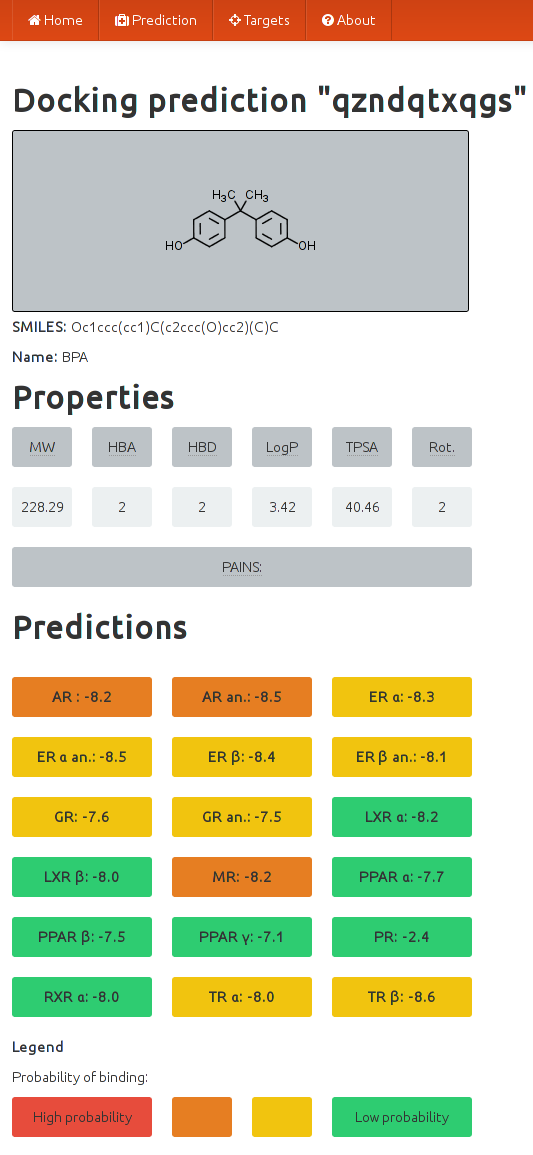 Home Prediction Targets About
Docking prediction "qzndqtxqgs"
H3C CH3
HO OH
SMILES: Oc1ccc(cc1)C(c2ccc(O)cc2)(C)C
Name: BPA
Properties
MW HBA HBD LogP TPSA Rot.
228.29 2 2 3.42 40.46 2
PAINS:
Predictions
AR : -8.2 AR an.: -8.5 ER α: -8.3
ER α an.: -8.5 ER β: -8.4 ER β an.: -8.1
GR: -7.6 GR an.: -7.5 LXR α: -8.2
LXR β: -8.0 MR: -8.2 PPAR α: -7.7
PPAR β: -7.5 PPAR γ: -7.1 PR: -2.4
RXR α: -8.0 TR α: -8.0 TR β: -8.6
Legend
Probability of binding:
High probability Low probability